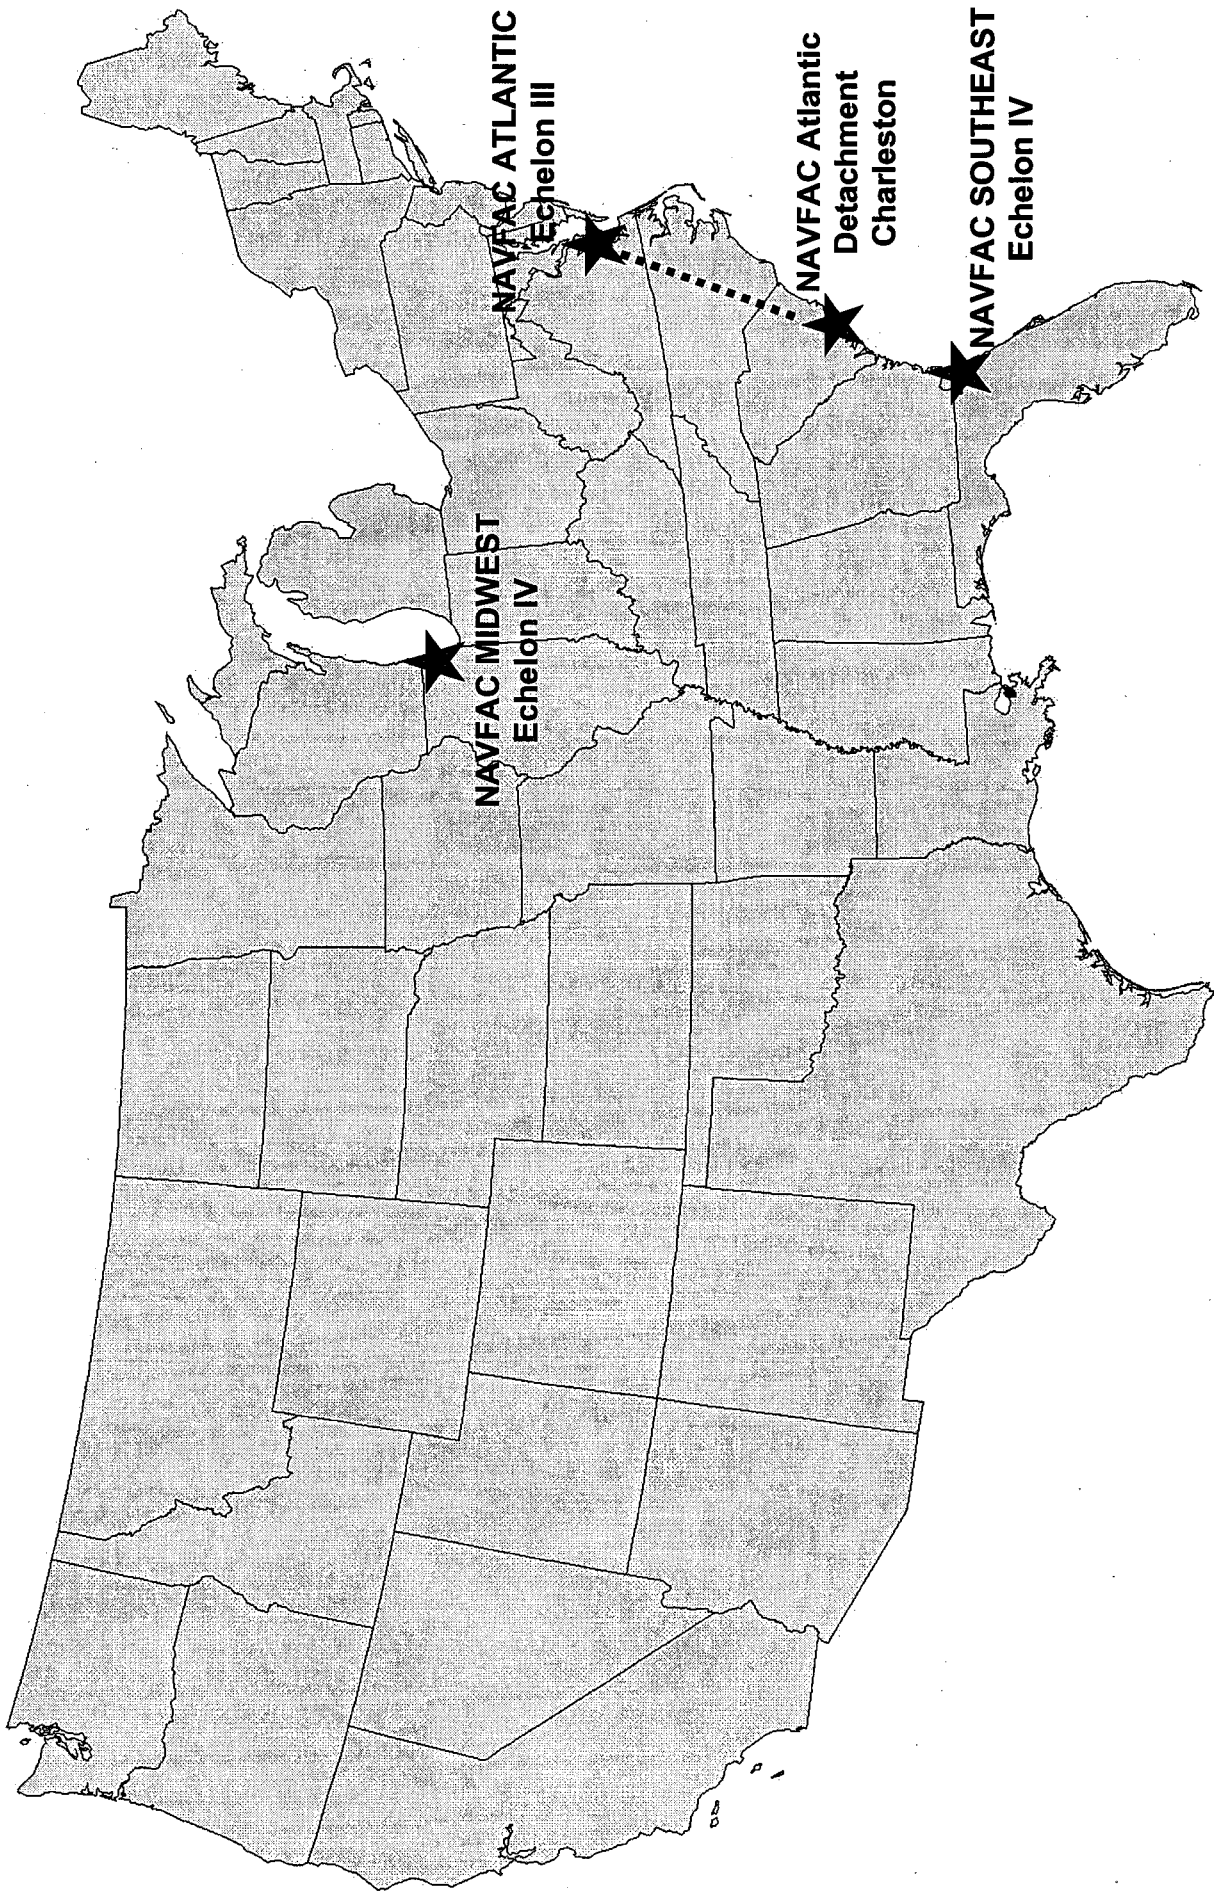 NAVFAC MIDWEST
Echelon IV
NAVFAC ATLANTIC
Echelon III
NAVFAC Atlantic
Detachment
Charleston
NAVFAC SOUTHEAST
Echelon IV